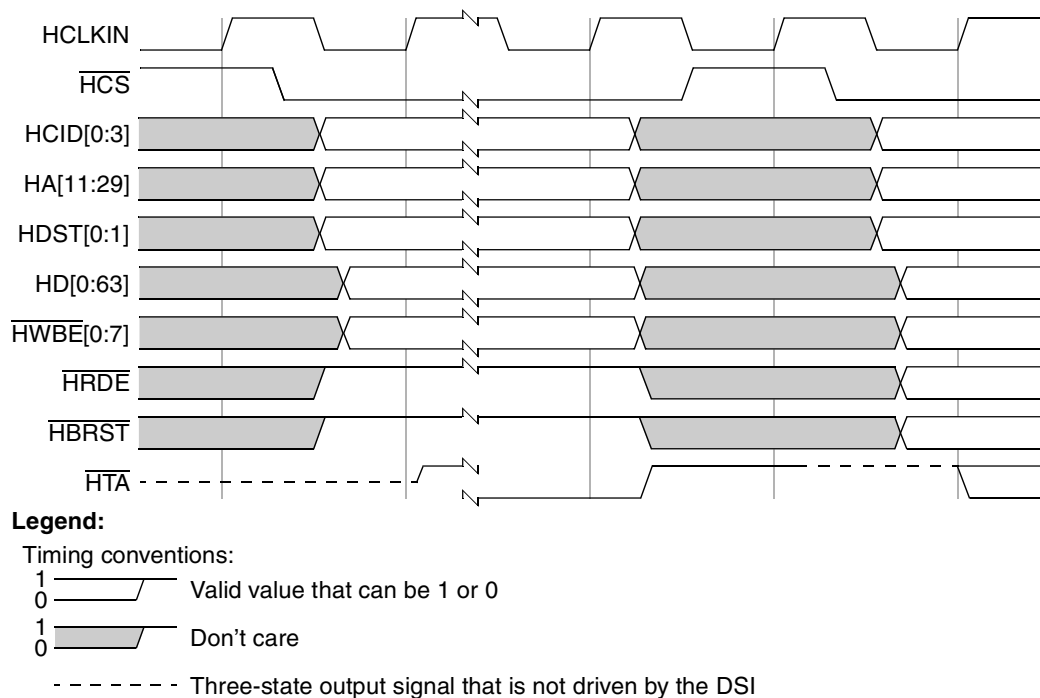 HCLKIN
HCS
HCID[0:3]
HA[11:29]
HDST[0:1]
HD[0:63]
HWBE[0:7]
HRDE
HBRST
HTA
Legend:
Timing conventions:
1
0
Valid value that can be 1 or 0
1
0
Don't care
Three-state output signal that is not driven by the DSI